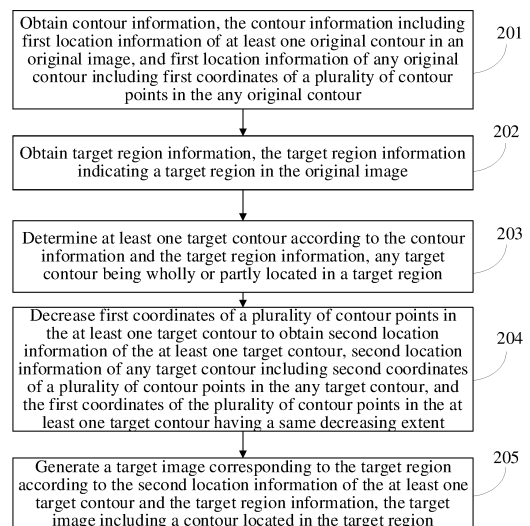 Obtain contour information, the contour information including
first location information of at least one original contour in an
original image, and first location information of any original
contour including first coordinates of a plurality of contour
points in the any original contour
201
Obtain target region information, the target region information
indicating a target region in the original image
202
Determine at least one target contour according to the contour
information and the target region information, any target
contour being wholly or partly located in a target region
203
Decrease first coordinates of a plurality of contour points in
the at least one target contour to obtain second location
information of the at least one target contour, second location
information of any target contour including second coordinates
of a plurality of contour points in the any target contour, and
the first coordinates of the plurality of contour points in the at
least one target contour having a same decreasing extent
204
Generate a target image corresponding to the target region
according to the second location information of the at least one
target contour and the target region information, the target
image including a contour located in the target region
205